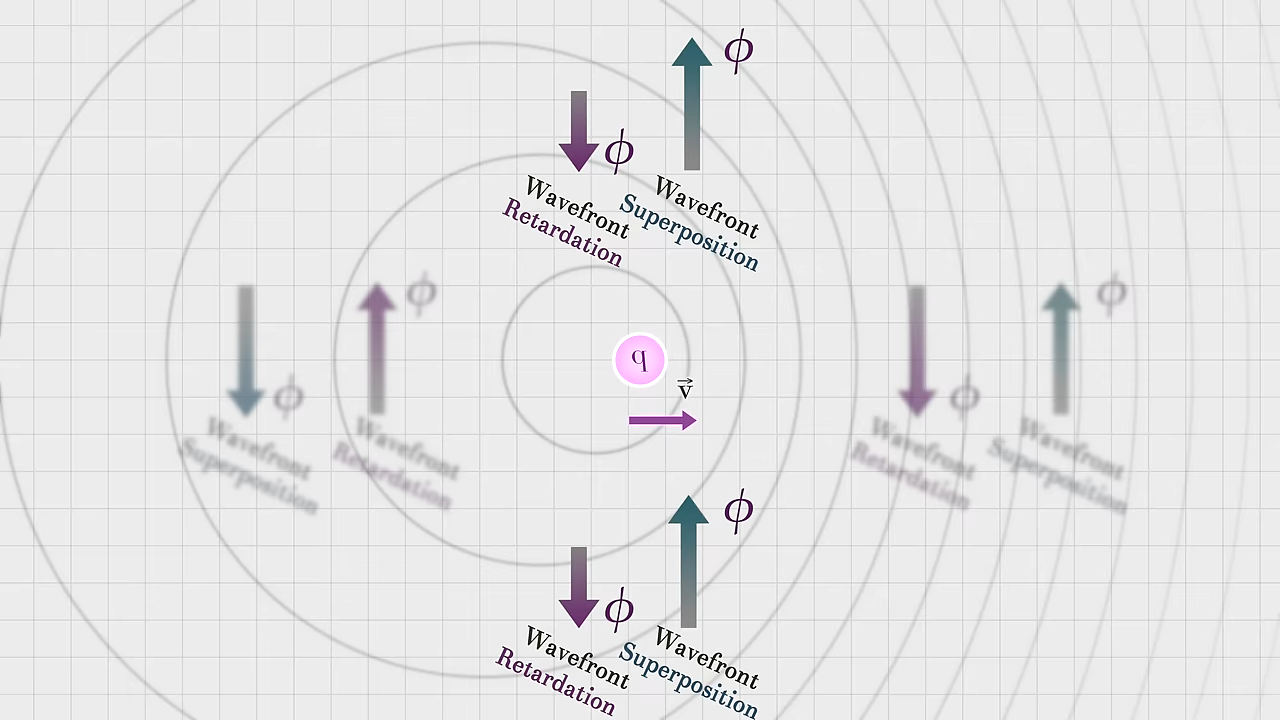 ϕ
ϕ
Wavefront
Retardation
Wavefront
Superposition
ϕ
Wavefront
Superposition
ϕ
Wavefront
Retardation
q
v⃗
ϕ
Wavefront
Retardation
ϕ
Wavefront
Superposition
ϕ
ϕ
Wavefront
Retardation
Wavefront
Superposition